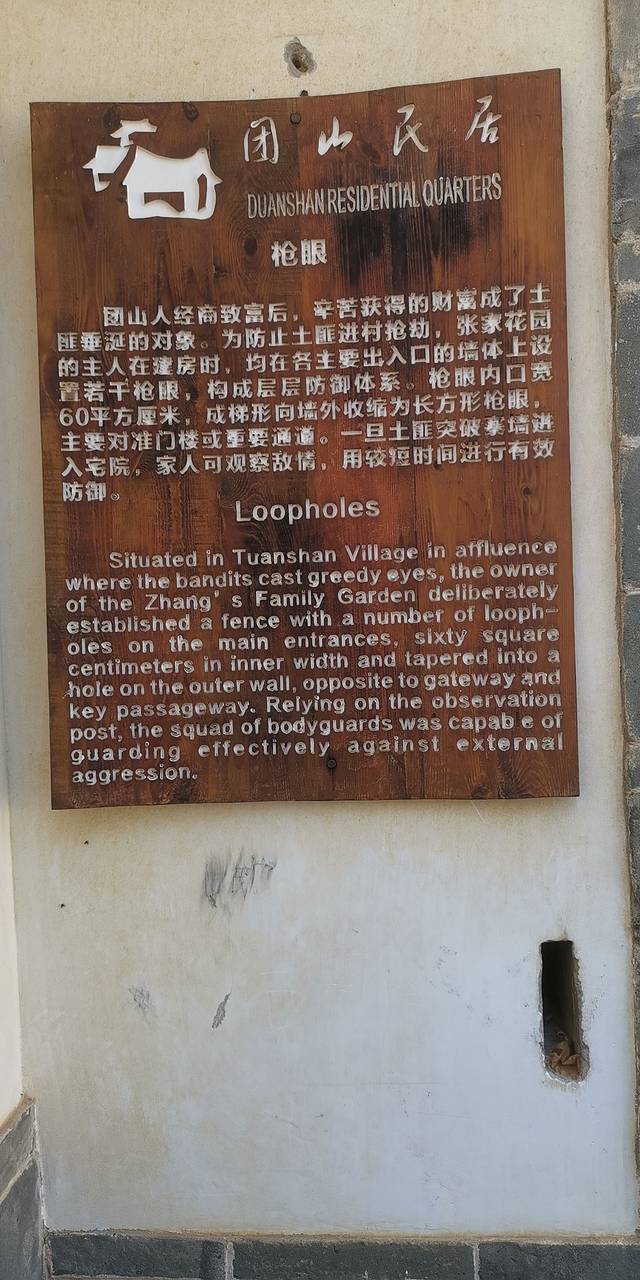 团山民居
DUANSHAN RESIDENTIAL QUARTERS
枪眼
团山人经商致富后，辛苦获得的财富成了土
匪垂涎的对象。为防止土匪进村抢劫，张家花园
的主人在建房时，均在各主要出入口的墙体上设
置若干枪眼，构成层层防御体系。枪眼内口宽
60平方厘米，成梯形向墙外收缩为长方形枪眼，
主要对准门楼或重要通道。一旦土匪突破寨墙进
入宅院，家人可观察敌情，用较短时间进行有效
防御。
Loopholes
Situated in Tuanshan Village in affluence
where the bandits cast greedy eyes, the owner
of the Zhang's Family Garden deliberately
established a fence with a number of looph-
oles on the main entrances, sixty square
centimeters in inner width and tapered into a
hole on the outer wall, opposite to gateway and
key passageway. Relying on the observation
post, the squad of bodyguards was capab e of
guarding effectively against external
aggression.